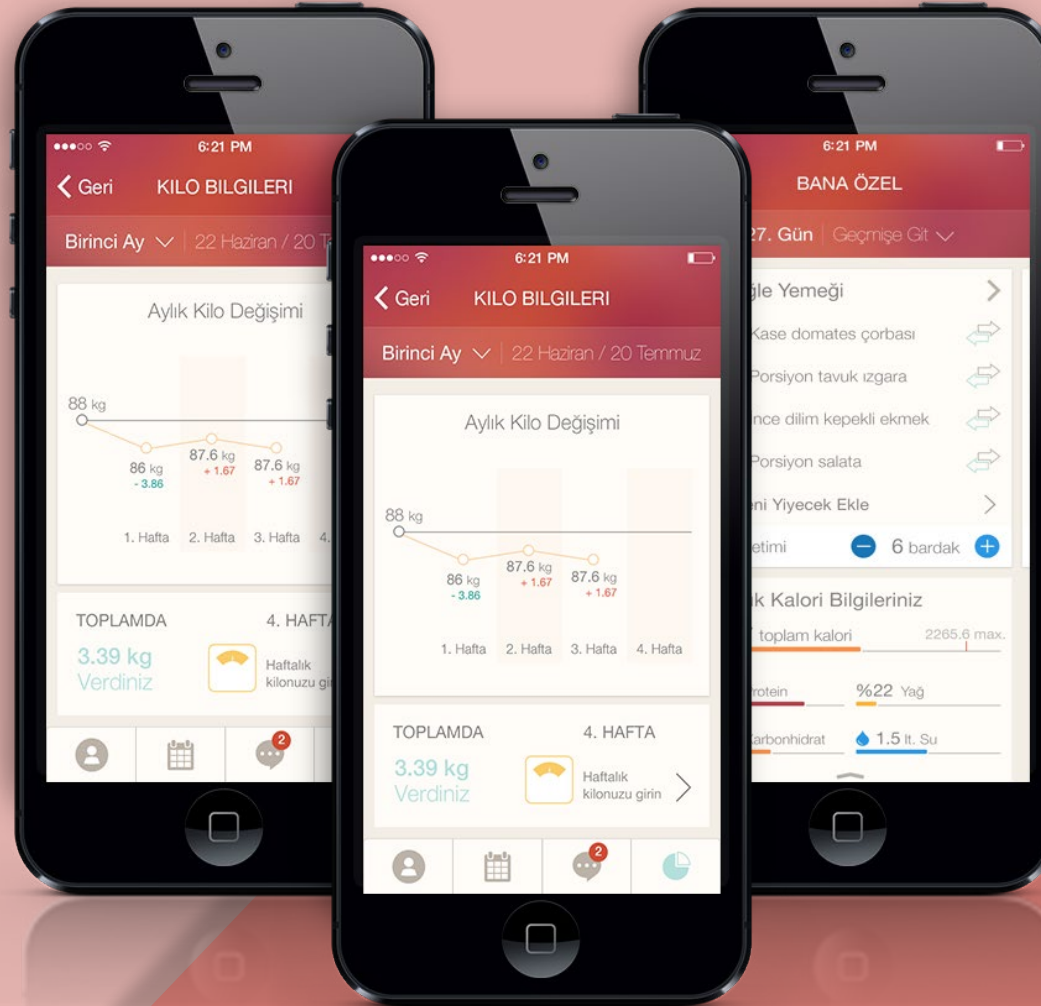 6:21 PM
Geri
KILO BILGILERI
Birinci Ay
22 Haziran / 20
Aylık Kilo Değişimi
88 kg
86 kg
- 3.86
87.6 kg
+ 1.67
87.6 kg
+ 1.67
1. Hafta
2. Hafta
3. Hafta
4.
TOPLAMDA
3.39 kg
Verdiniz
4. HAFTA
Haftalık
kilonuzu
2
6:21 PM
Geri
KILO BILGILERI
Birinci Ay
22 Haziran / 20 Temmuz
Aylık Kilo Değişimi
88 kg
86 kg
- 3.86
87.6 kg
+ 1.67
87.6 kg
+ 1.67
1. Hafta
2. Hafta
3. Hafta
4. Hafta
TOPLAMDA
3.39 kg
Verdiniz
4. HAFTA
Haftalık
kilonuzu girin
2
6:21 PM
BANA ÖZEL
27. Gün
Geçmişe Git
Yemeği
Kase domates çorbası
Porsiyon tavuk ızgara
dilim kepekli ekmek
Porsiyon salata
Yiyecek Ekle
6 bardak
Kalori Bilgileriniz
toplam kalori
2265.6 max.
%22 Yağ
1.5 lt. Su